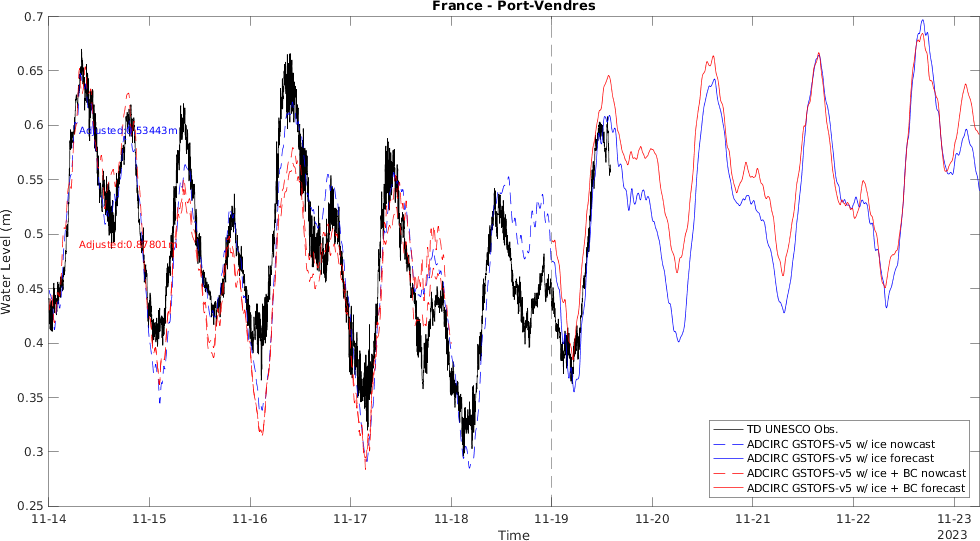 France - Port-Vendres
0.7
0.65
0.6
0.55
0.5
0.45
0.4
0.35
0.3
0.25
Water Level (m)
Adjusted:0.53443m
Adjusted:0.87801m
TD UNESCO Obs.
ADCIRC GSTOFS-v5 w/ ice nowcast
ADCIRC GSTOFS-v5 w/ ice forecast
ADCIRC GSTOFS-v5 w/ ice + BC nowcast
ADCIRC GSTOFS-v5 w/ ice + BC forecast
11-14 11-15 11-16 11-17 11-18 11-19 11-20 11-21 11-22 11-23
2023
Time